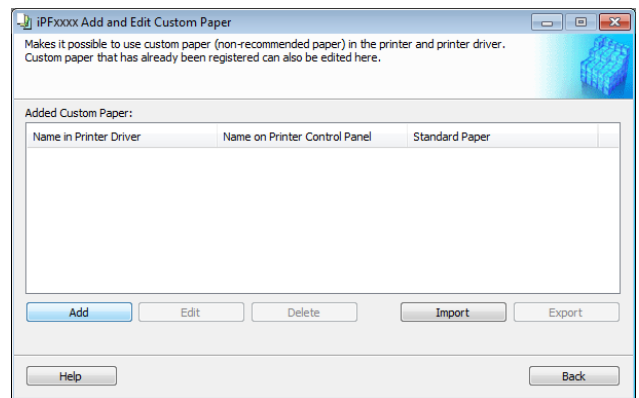 iPFxxxx Add and Edit Custom Paper
Makes it possible to use custom paper (non-recommended paper) in the printer and printer driver.
Custom paper that has already been registered can also be edited here.
Added Custom Paper:
Name in Printer Driver Name on Printer Control Panel Standard Paper
Add Edit Delete Import Export
Help Back